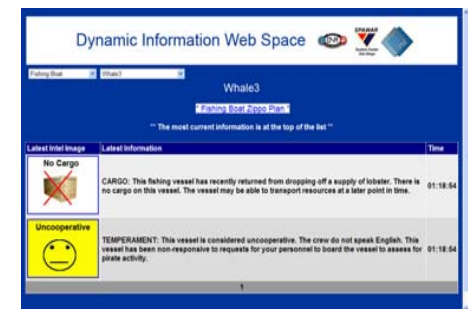 Dynamic Information Web Space
SPAWAR
Fishing Boat Whale3
Whale3
" Fishing Boat Zippo Plan "
** The most current information is at the top of the list **
Latest Intel Image Latest Information Time
No Cargo
CARGO: This fishing vessel has recently returned from dropping off a supply of lobster. There is
no cargo on this vessel. The vessel may be able to transport resources at a later point in time.
01:18:54
Uncooperative
TEMPERAMENT: This vessel is considered uncooperative. The crew do not speak English. This
vessel has been non-responsive to requests for your personnel to board the vessel to assess for
pirate activity.
01:18:54
1